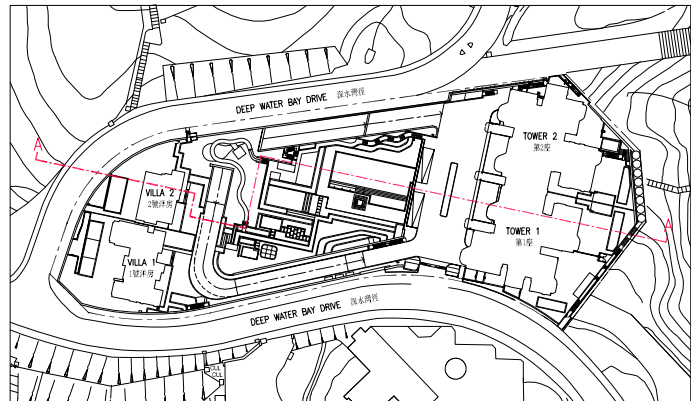 DEEP WATER BAY DRIVE 深水灣徑
A
TOWER 2
第2座
VILLA 2
2號洋房
TOWER 1
第1座
A
VILLA 1
1號洋房
DEEP WATER BAY DRIVE 深水灣徑
CUL
CUL